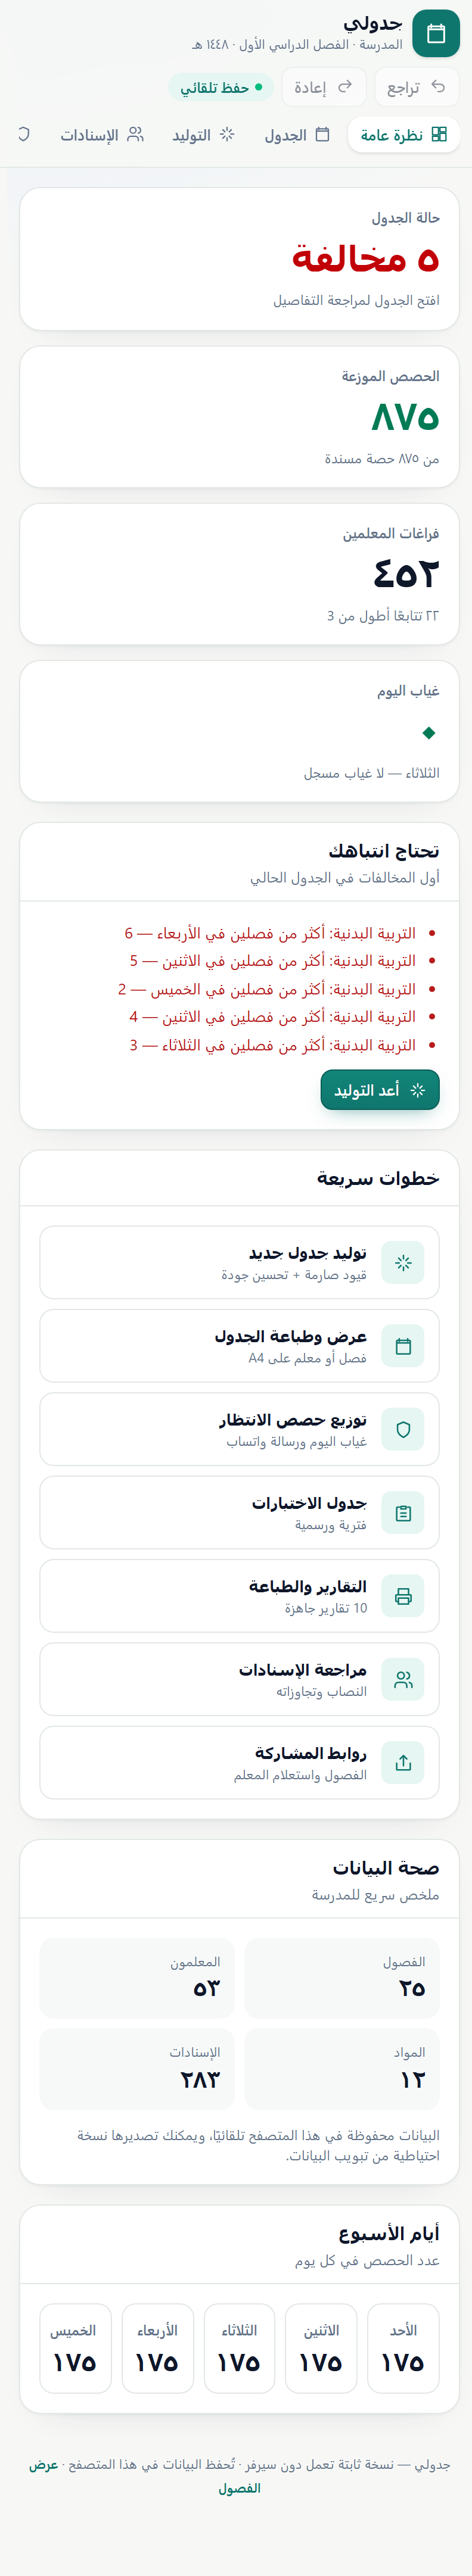 جدولي
المدرسة · الفصل الدراسي الأول · ١٤٤٨ هـ
تراجع
إعادة
حفظ تلقائي
نظرة عامة
الجدول
التوليد
الإسنادات
حالة الجدول
٥ مخالفة
افتح الجدول لمراجعة التفاصيل
الحصص الموزعة
٨٧٥
من ٨٧٥ حصة مسندة
فراغات المعلمين
٤٥٢
٢٢ تتابعًا أطول من 3
غياب اليوم
٠
الثلاثاء — لا غياب مسجل
تحتاج انتباهك
أول المخالفات في الجدول الحالي
التربية البدنية: أكثر من فصلين في الأربعاء — 6
التربية البدنية: أكثر من فصلين في الاثنين — 5
التربية البدنية: أكثر من فصلين في الخميس — 2
التربية البدنية: أكثر من فصلين في الاثنين — 4
التربية البدنية: أكثر من فصلين في الثلاثاء — 3
أعد التوليد
خطوات سريعة
توليد جدول جديد
قيود صارمة + تحسين جودة
عرض وطباعة الجدول
فصل أو معلم على A4
توزيع حصص الانتظار
غياب اليوم ورسالة واتساب
جدول الاختبارات
فترية ورسمية
التقارير والطباعة
10 تقارير جاهزة
مراجعة الإسنادات
النصاب وتجاوزاته
روابط المشاركة
الفصول واستعلام المعلم
صحة البيانات
ملخص سريع للمدرسة
الفصول
٢٥
المعلمون
٥٣
المواد
١٢
الإسنادات
٢٨٣
البيانات محفوظة في هذا المتصفح تلقائيًا، ويمكنك تصديرها نسخة
احتياطية من تبويب البيانات.
أيام الأسبوع
عدد الحصص في كل يوم
الأحد
١٧٥
الاثنين
١٧٥
الثلاثاء
١٧٥
الأربعاء
١٧٥
الخميس
١٧٥
جدولي — نسخة ثابتة تعمل دون سيرفر · تُحفظ البيانات في هذا المتصفح · عرض
الفصول